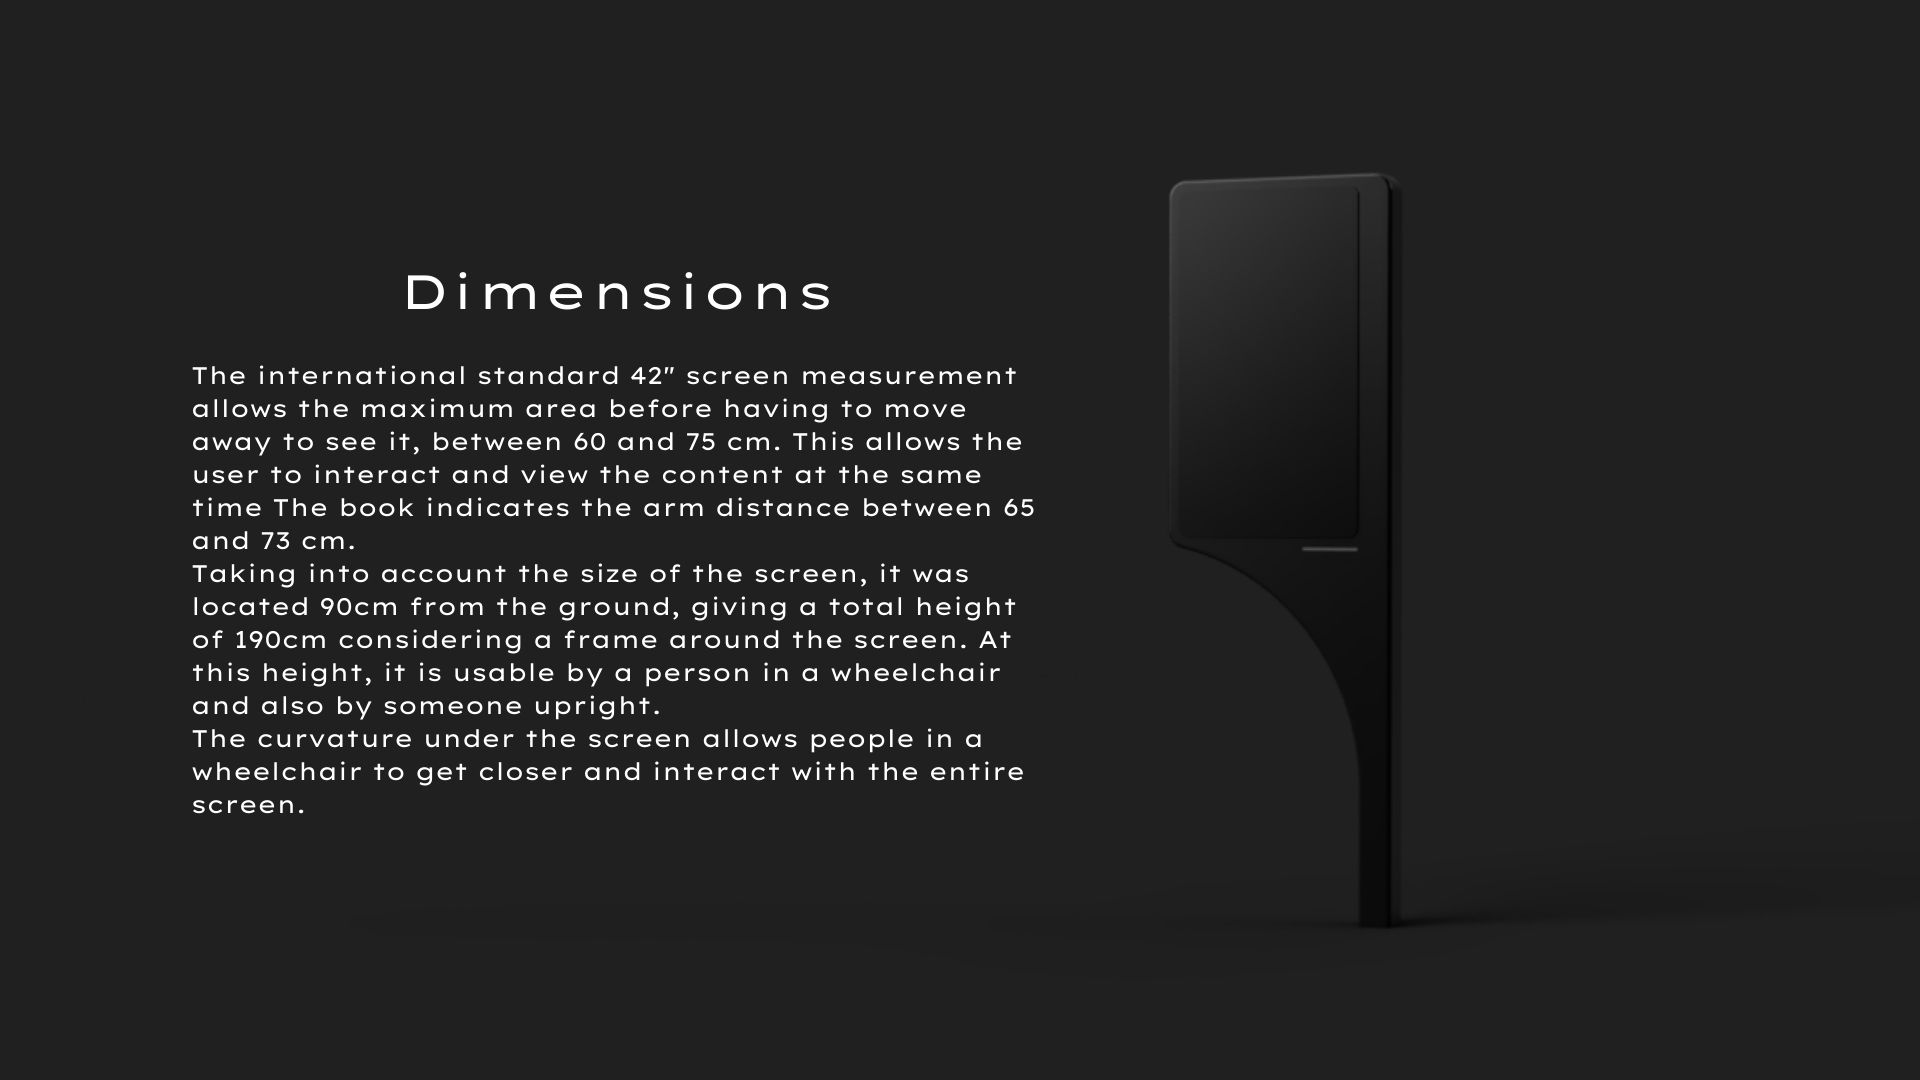 Dimensions
The international standard 42" screen measurement
allows the maximum area before having to move
away to see it, between 60 and 75 cm. This allows the
user to interact and view the content at the same
time The book indicates the arm distance between 65
and 73 cm.
Taking into account the size of the screen, it was
located 90cm from the ground, giving a total height
of 190cm considering a frame around the screen. At
this height, it is usable by a person in a wheelchair
and also by someone upright.
The curvature under the screen allows people in a
wheelchair to get closer and interact with the entire
screen.